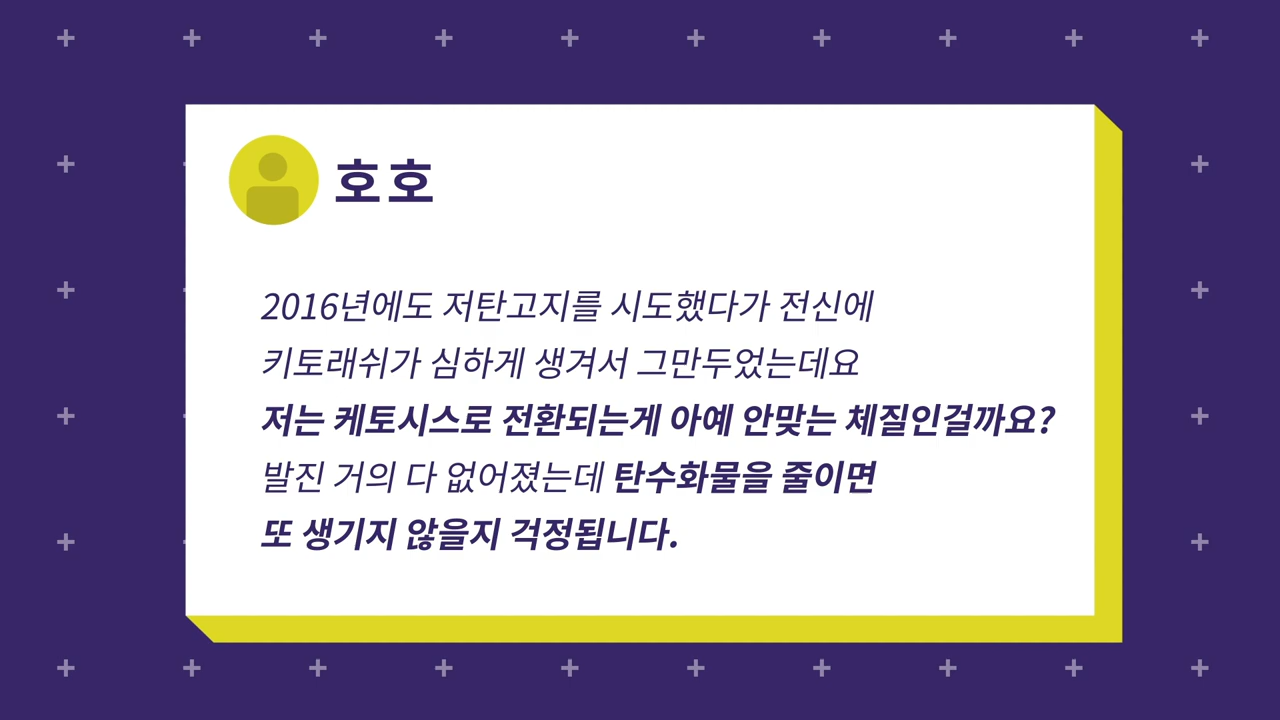 호호
2016년에도 저탄고지를 시도했다가 전신에
키토래쉬가 심하게 생겨서 그만두었는데요
저는 케토시스로 전환되는게 아예 안맞는 체질인걸까요?
발진 거의 다 없어졌는데 탄수화물을 줄이면
또 생기지 않을지 걱정됩니다.